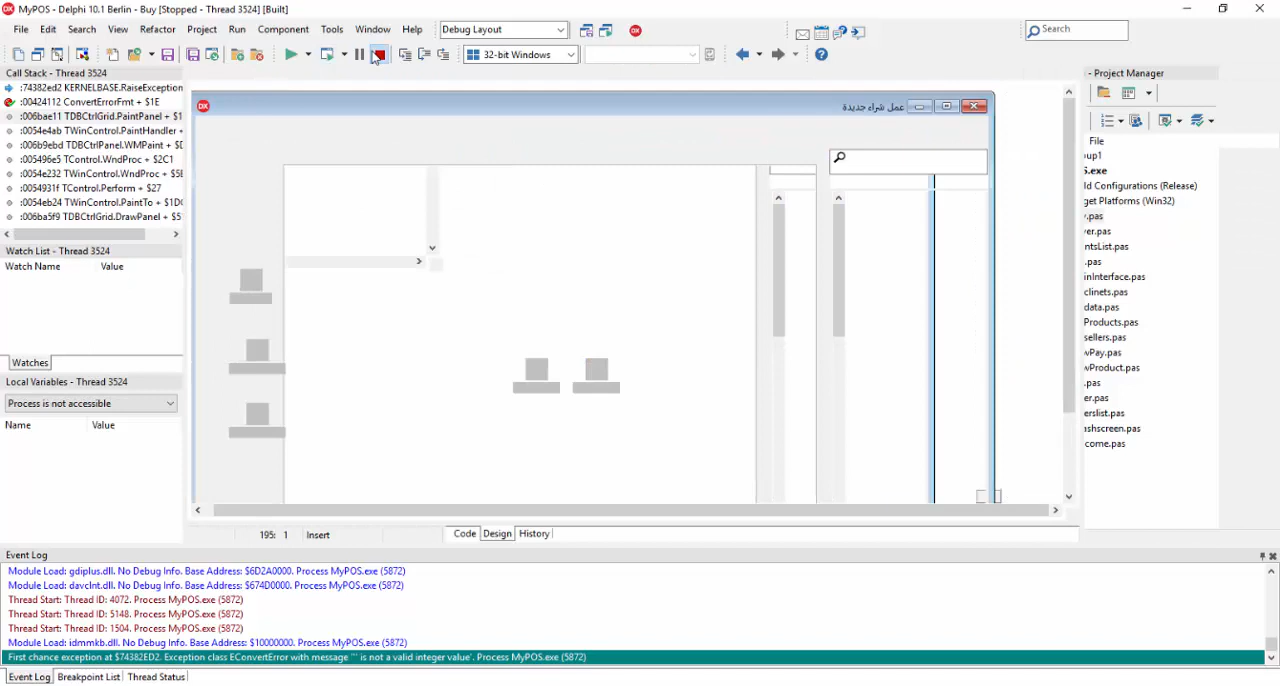 MyPOS - Delphi 10.1 Berlin - Buy [Stopped - Thread 3524] [Built]
File Edit Search View Refactor Project Run Component Tools Window Help
Debug Layout
Search
32-bit Windows
Call Stack - Thread 3524
:74382ed2 KERNELBASE.RaiseException
:00424112 ConvertErrorFmt + $1E
:006bae11 TDBCtrlGrid.PaintPanel + $1
:0054e4ab TWinControl.PaintHandler +
:006b9ebd TDBCtrlPanel.WMPaint + $D
:005496e5 TControl.WndProc + $2C1
:0054e232 TWinControl.WndProc + $5E
:0054931f TControl.Perform + $27
:0054eb24 TWinControl.PaintTo + $1D0
:006ba5f9 TDBCtrlGrid.DrawPanel + $5
Watch List - Thread 3524
Watch Name Value
Watches
Local Variables - Thread 3524
Process is not accessible
Name Value
عمل شراء جديدة
- Project Manager
File
up1
S.exe
ld Configurations (Release)
get Platforms (Win32)
y.pas
ver.pas
ntsList.pas
.pas
inInterface.pas
clinets.pas
data.pas
Products.pas
sellers.pas
wPay.pas
wProduct.pas
.pas
er.pas
erslist.pas
ashscreen.pas
come.pas
195: 1 Insert
Code Design History
Event Log
Module Load: gdiplus.dll. No Debug Info. Base Address: $6D2A0000. Process MyPOS.exe (5872)
Module Load: davclnt.dll. No Debug Info. Base Address: $674D0000. Process MyPOS.exe (5872)
Thread Start: Thread ID: 4072. Process MyPOS.exe (5872)
Thread Start: Thread ID: 5148. Process MyPOS.exe (5872)
Thread Start: Thread ID: 1504. Process MyPOS.exe (5872)
Module Load: idmmkb.dll. No Debug Info. Base Address: $10000000. Process MyPOS.exe (5872)
First chance exception at $74382ED2. Exception class EConvertError with message ''' is not a valid integer value'. Process MyPOS.exe (5872)
Event Log Breakpoint List Thread Status